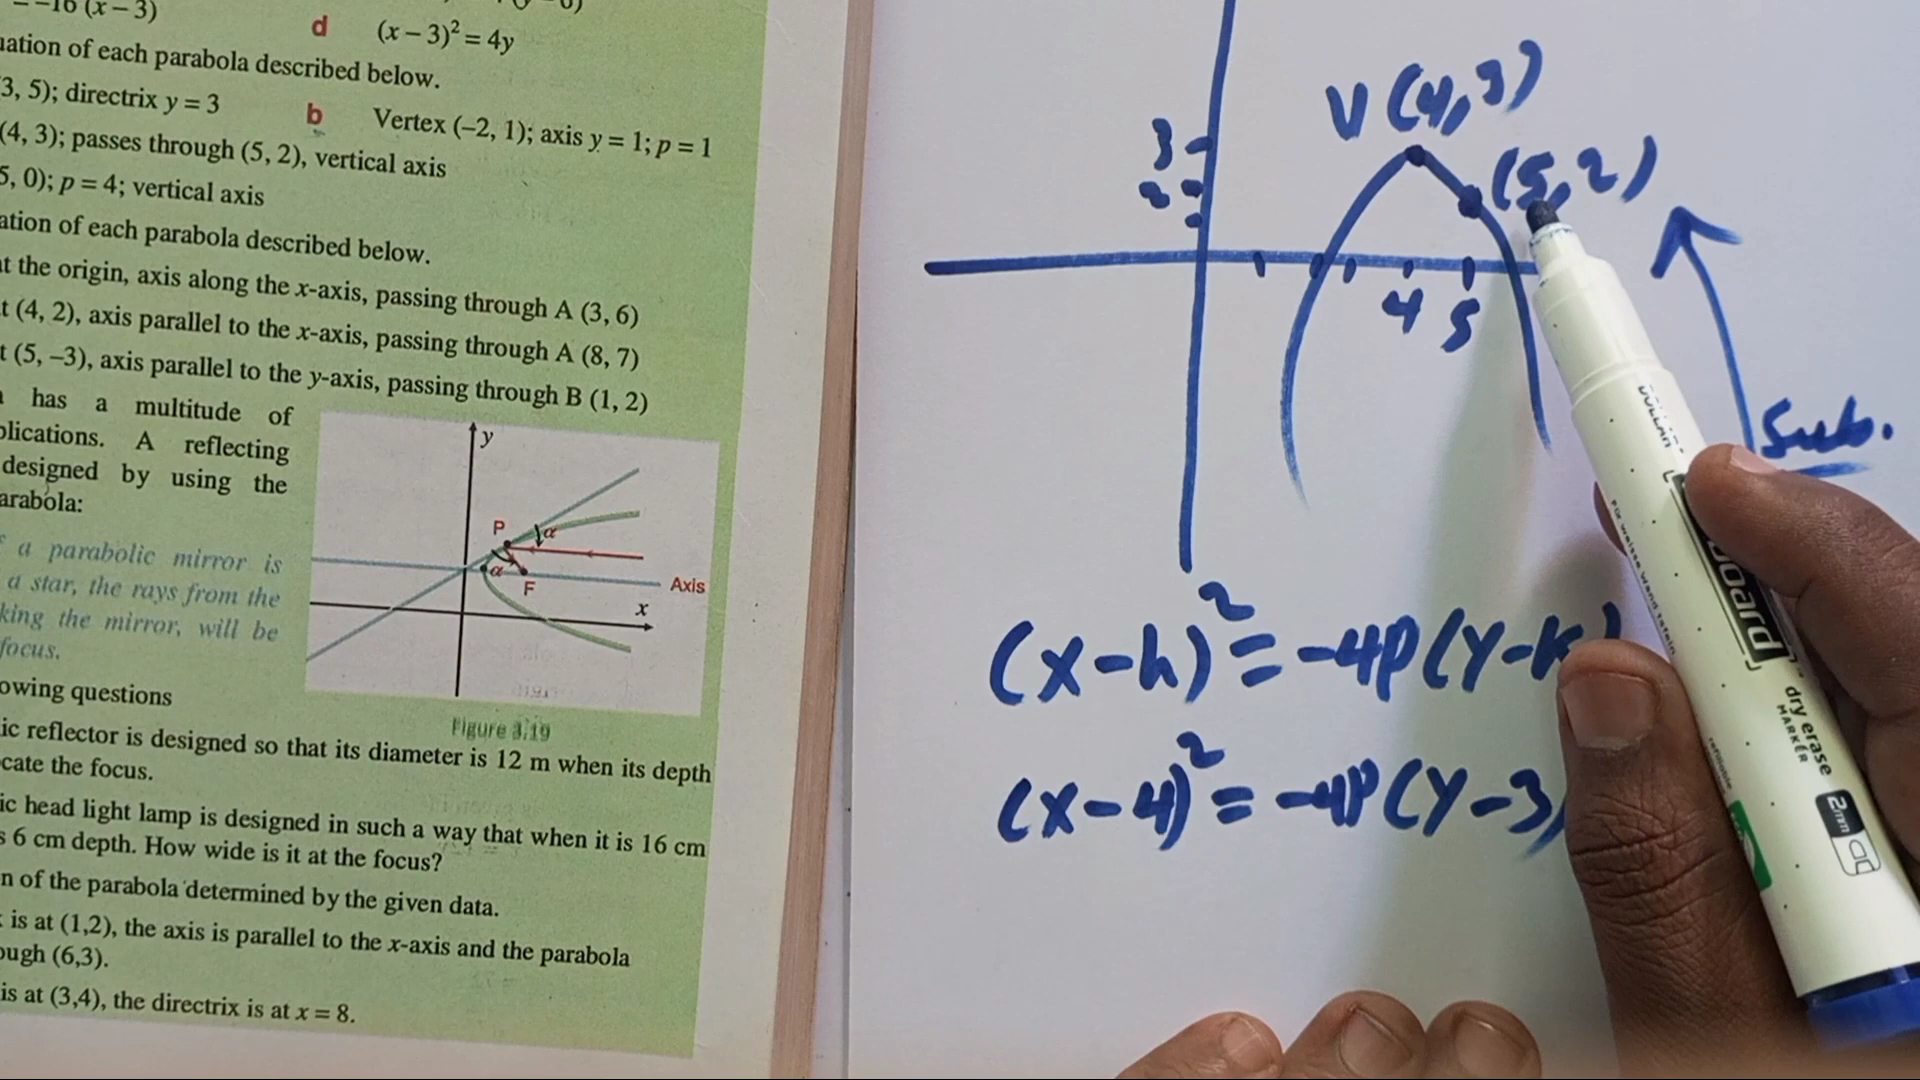 (x – 3)
d (x – 3)² = 4y
uation of each parabola described below.
3, 5); directrix y = 3
b Vertex (–2, 1); axis y = 1; p = 1
(4, 3); passes through (5, 2), vertical axis
5, 0); p = 4; vertical axis
ation of each parabola described below.
t the origin, axis along the x-axis, passing through A (3, 6)
t (4, 2), axis parallel to the x-axis, passing through A (8, 7)
t (5, –3), axis parallel to the y-axis, passing through B (1, 2)
has a multitude of
plications. A reflecting
designed by using the
arabola:
a parabolic mirror is
a star, the rays from the
king the mirror, will be
focus.
y
P
α
α
F
Axis
x
Figure 3.19
owing questions
ic reflector is designed so that its diameter is 12 m when its depth
cate the focus.
ic head light lamp is designed in such a way that when it is 16 cm
s 6 cm depth. How wide is it at the focus?
n of the parabola determined by the given data.
is at (1,2), the axis is parallel to the x-axis and the parabola
ough (6,3).
is at (3,4), the directrix is at x = 8.
V (4,3)
3
2
(5,2)
4 5
Sub.
(x-h)² = -4p(y-k)
(x-4)² = -4p(y-3)
board
dry erase
MARKER
2mm